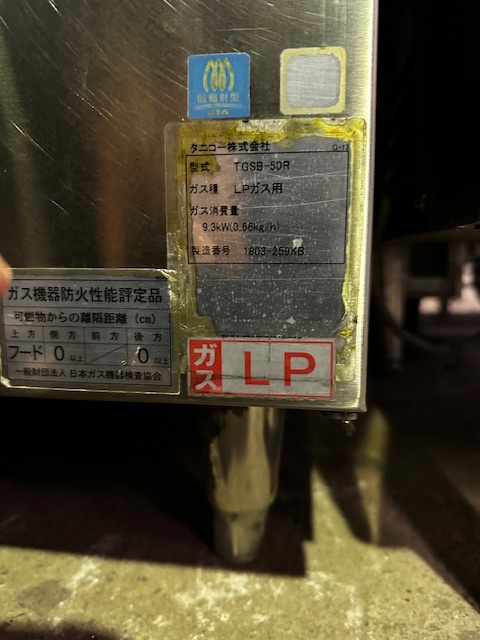 低輻射型
タニコー株式会社
型式 TGSB-50R
ガス種 LPガス用
ガス消費量
9.3kW(0.66kg/h)
製造番号 1803-259KB
ガス機器防火性能評定品
可燃物からの離隔距離 (cm)
上方 側方 前方 後方
フード 0以上 0以上
一般財団法人 日本ガス機器検査協会
ガス LP